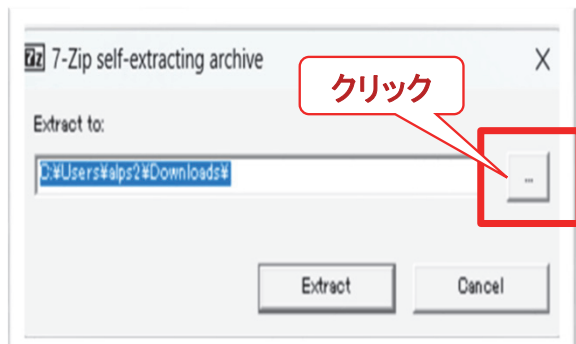 7z 7-Zip self-extracting archive
クリック
Extract to:
C:¥Users¥alps2¥Downloads¥
...
Extract
Cancel